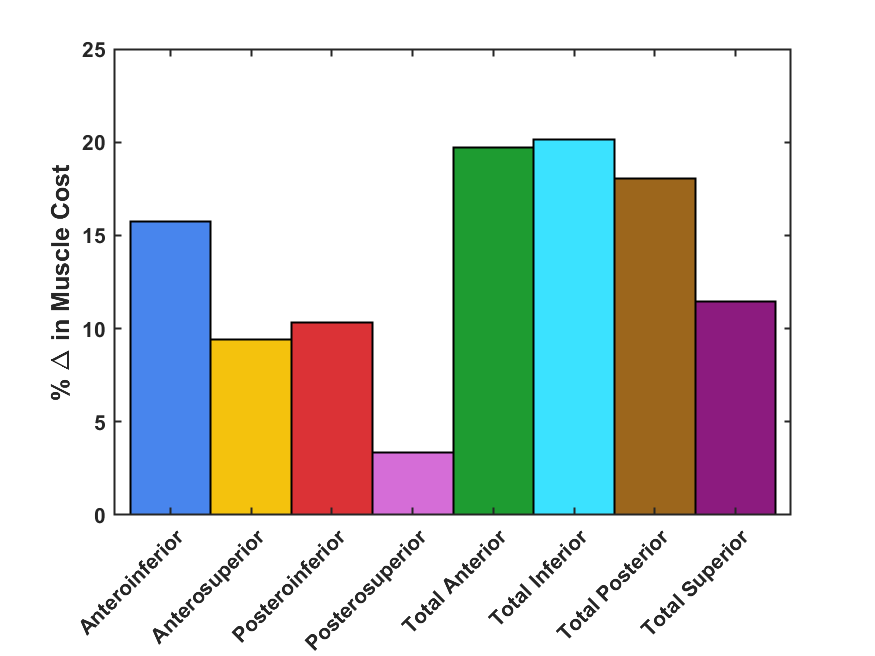 25
20
15
10
5
0
% Δ in Muscle Cost
Anteroinferior
Anterosuperior
Posteroinferior
Posterosuperior
Total Anterior
Total Inferior
Total Posterior
Total Superior